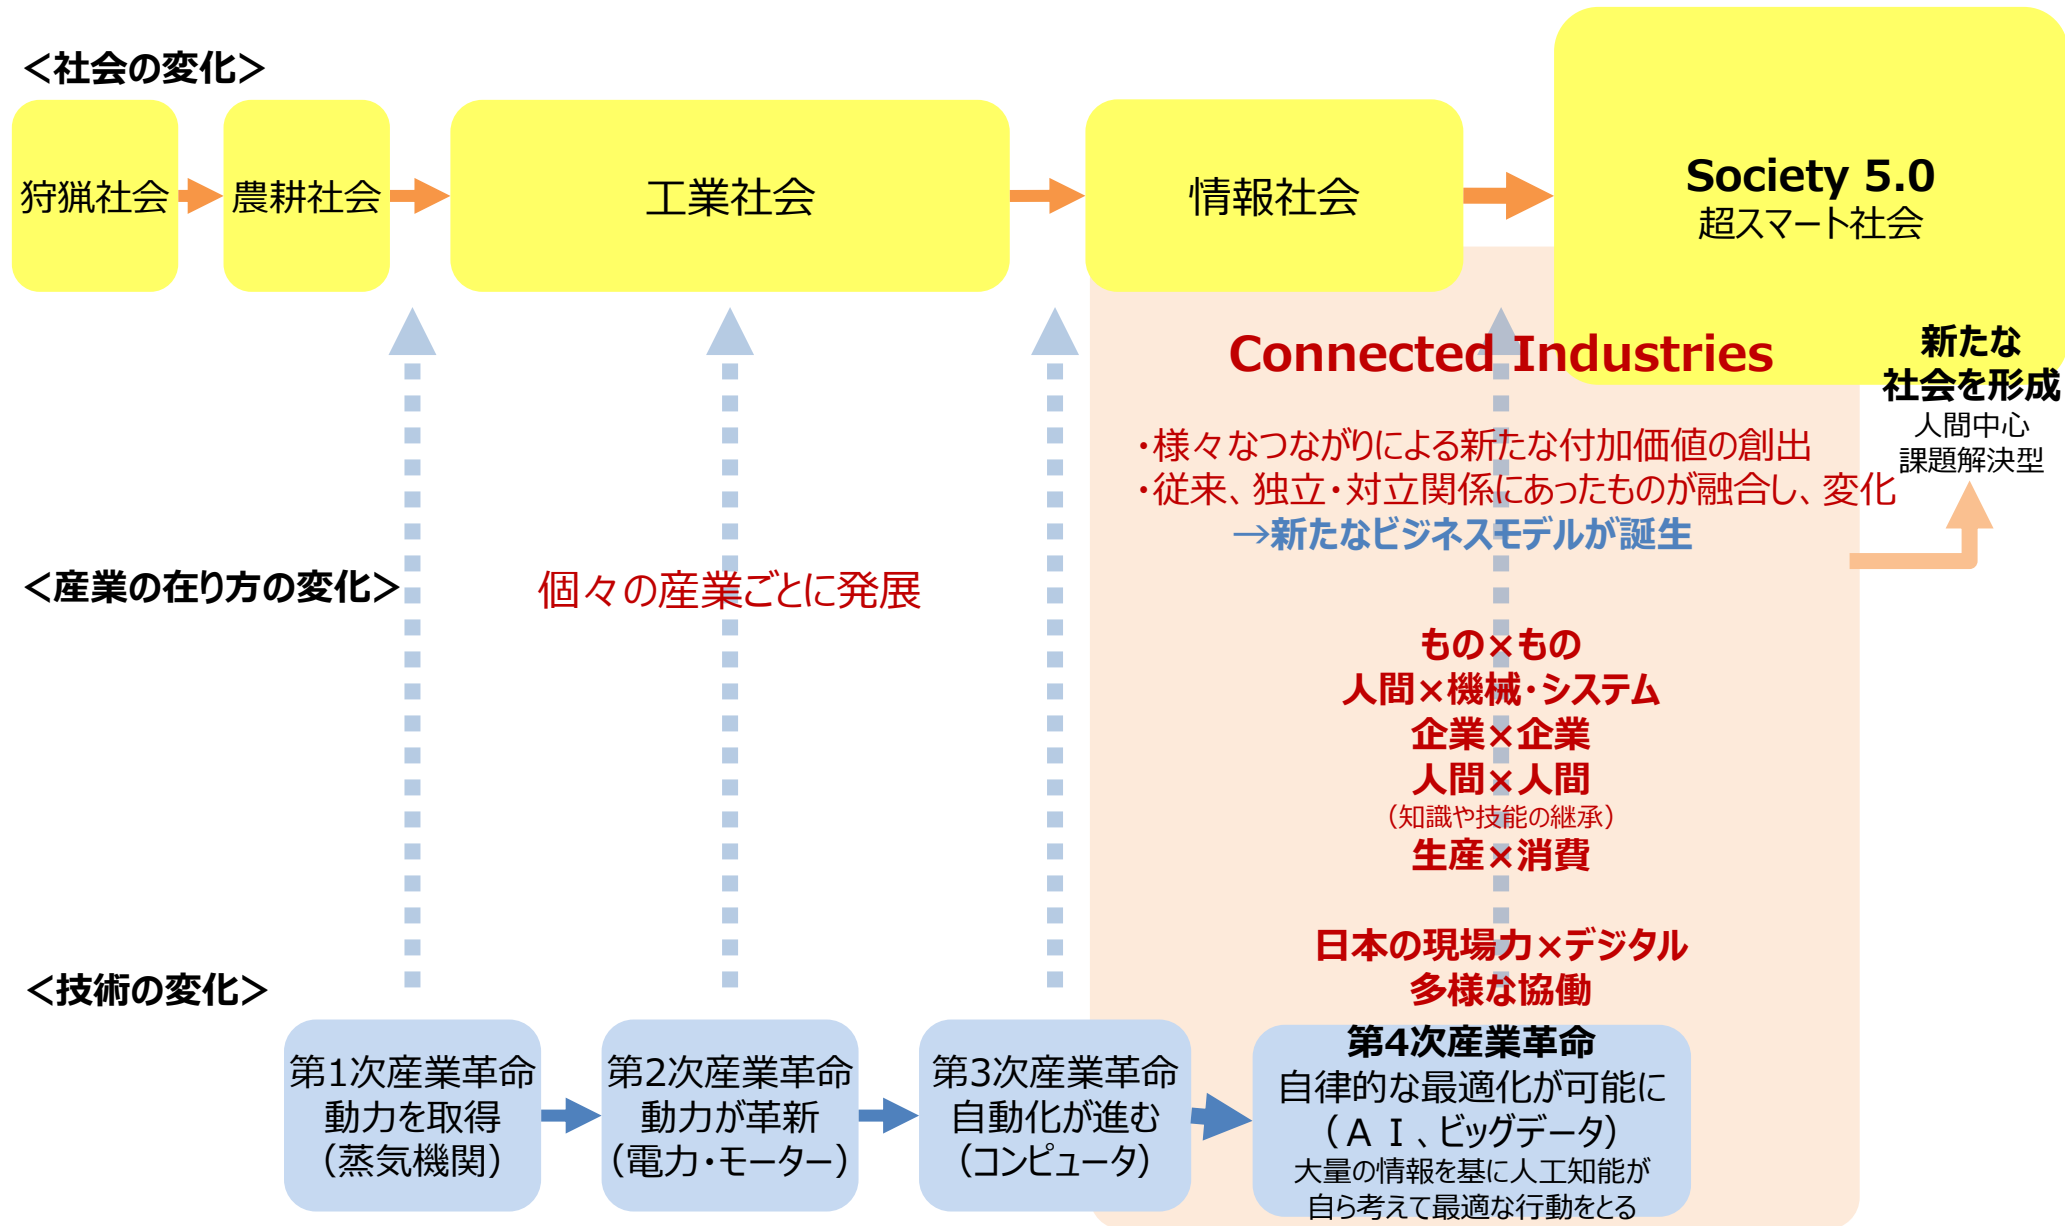 ＜社会の変化＞
狩猟社会
農耕社会
工業社会
情報社会
Society 5.0
超スマート社会
新たな
社会を形成
人間中心
課題解決型
Connected Industries
・様々なつながりによる新たな付加価値の創出
・従来、独立・対立関係にあったものが融合し、変化
→新たなビジネスモデルが誕生
＜産業の在り方の変化＞
個々の産業ごとに発展
もの×もの
人間×機械・システム
企業×企業
人間×人間
（知識や技能の継承）
生産×消費
日本の現場力×デジタル
多様な協働
＜技術の変化＞
第1次産業革命
動力を取得
（蒸気機関）
第2次産業革命
動力が革新
（電力・モーター）
第3次産業革命
自動化が進む
（コンピュータ）
第4次産業革命
自律的な最適化が可能に
（ＡＩ、ビッグデータ）
大量の情報を基に人工知能が
自ら考えて最適な行動をとる